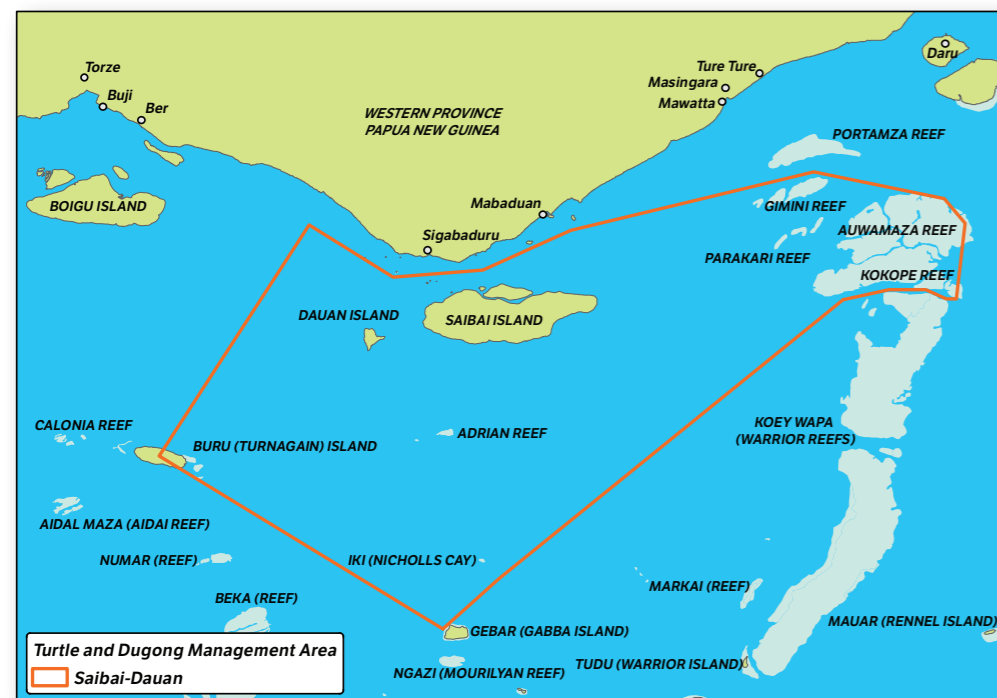 Torze
Buji
Ber
Daru
Ture Ture
Masingara
Mawatta
WESTERN PROVINCE
PAPUA NEW GUINEA
PORTAMZA REEF
BOIGU ISLAND
Mabaduan
GIMINI REEF
Sigabaduru
AUWAMAZA REEF
PARAKARI REEF
KOKOPE REEF
DAUAN ISLAND
SAIBAI ISLAND
CALONIA REEF
BURU (TURNAGAIN) ISLAND
ADRIAN REEF
KOEY WAPA
(WARRIOR REEFS)
AIDAL MAZA (AIDAI REEF)
NUMAR (REEF)
IKI (NICHOLLS CAY)
BEKA (REEF)
MARKAI (REEF)
MAUAR (RENNEL ISLAND)
GEBAR (GABBA ISLAND)
NGAZI (MOURILYAN REEF)
TUDU (WARRIOR ISLAND)
Turtle and Dugong Management Area
Saibai-Dauan